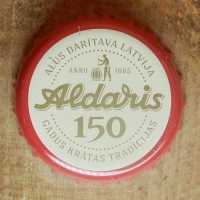 ALUS DARĪTAVA LATVIJA
ANNO 1865
Aldaris
150
GADUS KRĀTAS TRADĪCIJAS